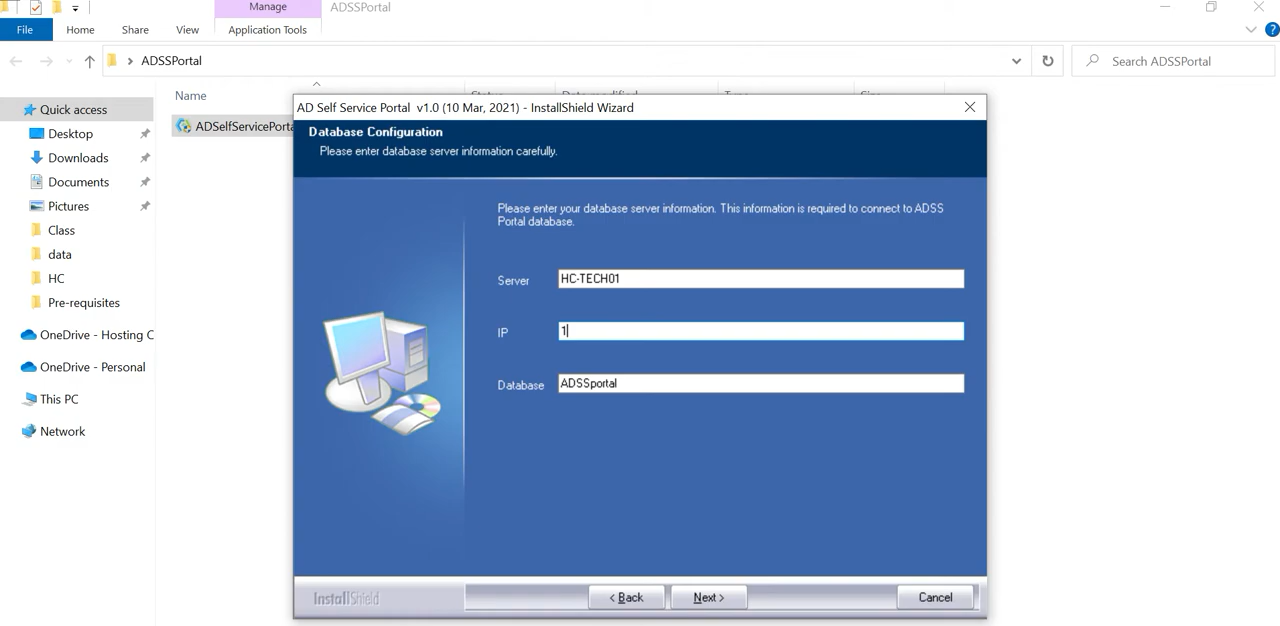 Manage
ADSSPortal
File
Home
Share
View
Application Tools
ADSSPortal
Search ADSSPortal
Name
Quick access
Desktop
Downloads
Documents
Pictures
Class
data
HC
Pre-requisites
OneDrive - Hosting C
OneDrive - Personal
This PC
Network
ADSelfServicePorta
AD Self Service Portal v1.0 (10 Mar, 2021) - InstallShield Wizard
Database Configuration
Please enter database server information carefully.
Please enter your database server information. This information is required to connect to ADSS
Portal database.
Server
HC-TECH01
IP
1
Database
ADSSportal
InstallShield
< Back
Next >
Cancel